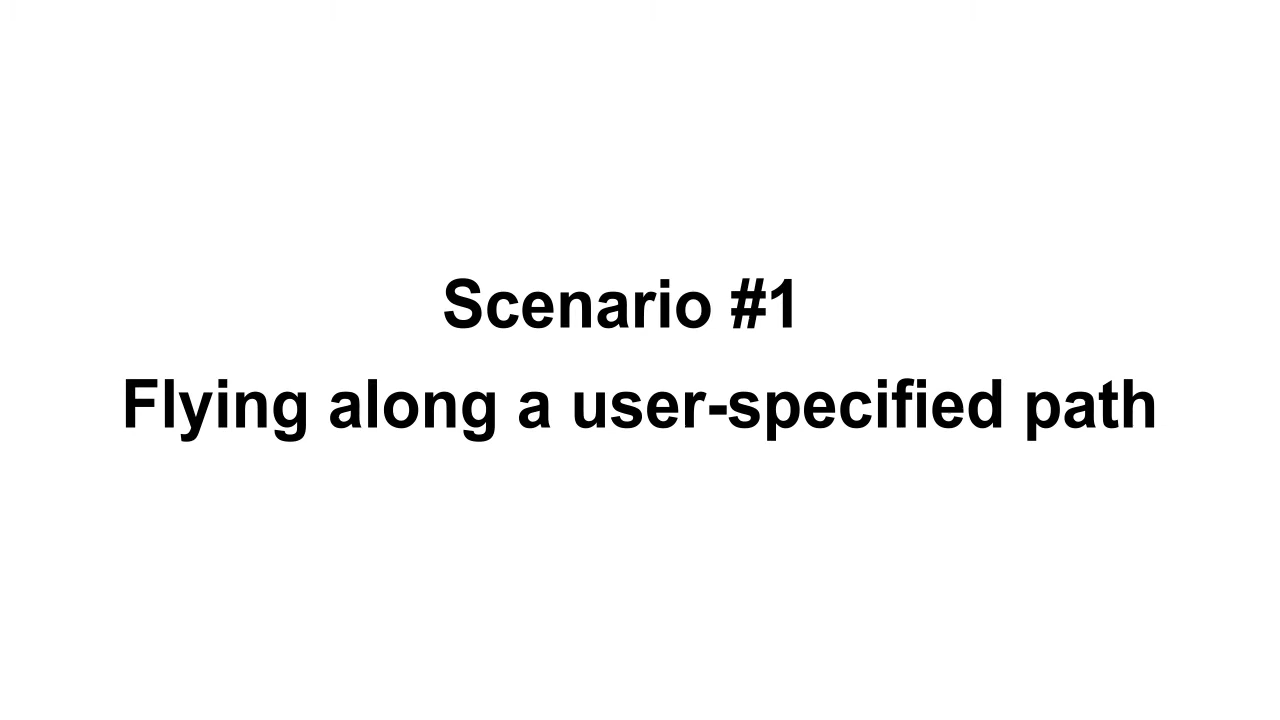 Scenario #1
Flying along a user-specified path